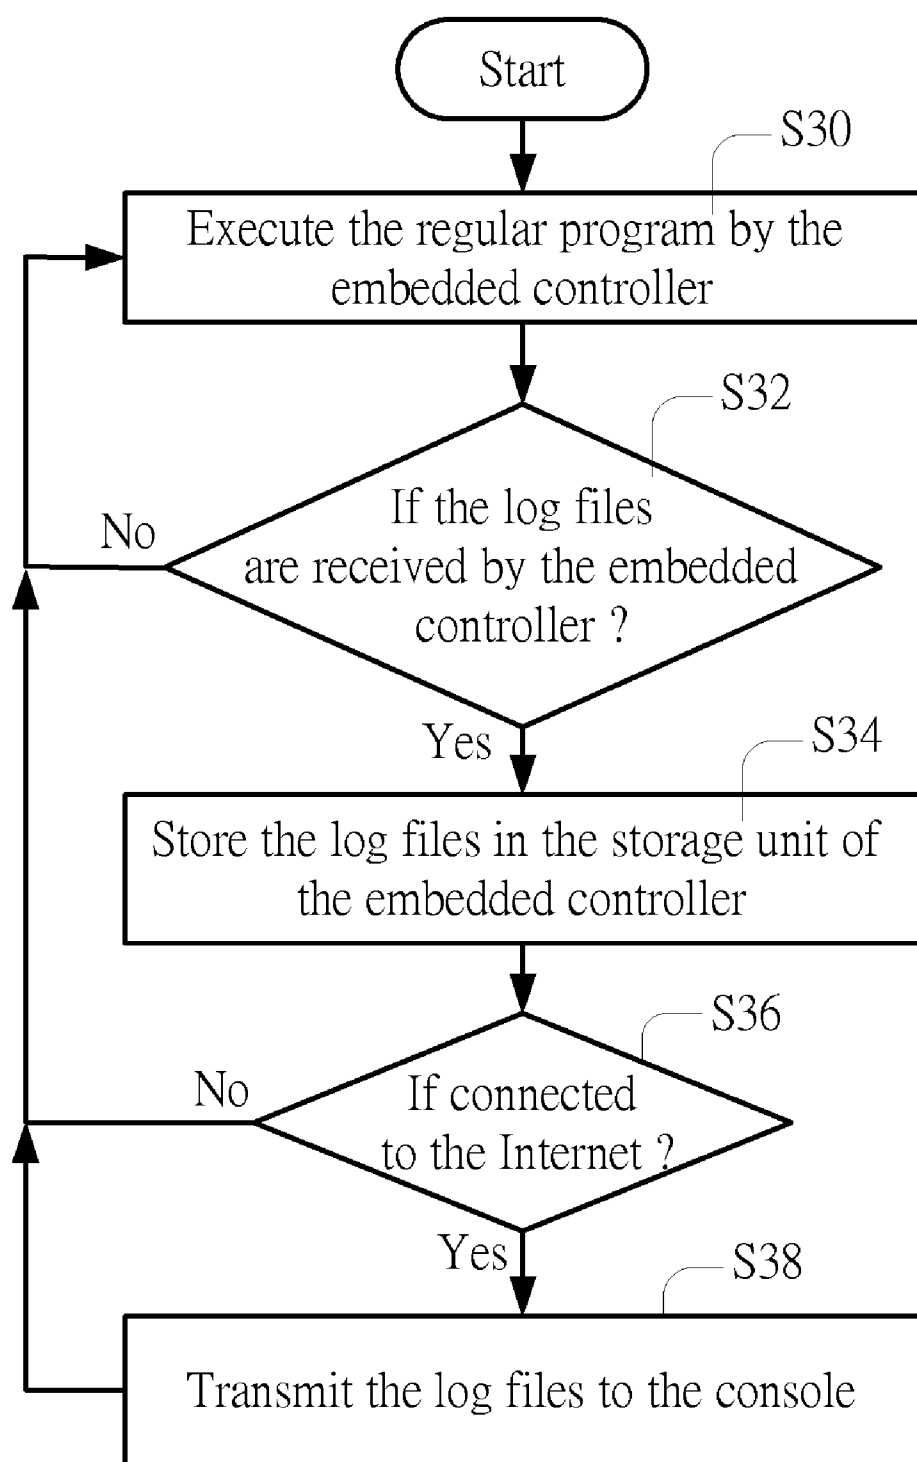 Start
S30
Execute the regular program by the
embedded controller
S32
If the log files
are received by the embedded
controller ?
No
Yes
S34
Store the log files in the storage unit of
the embedded controller
S36
If connected
to the Internet ?
No
Yes
S38
Transmit the log files to the console